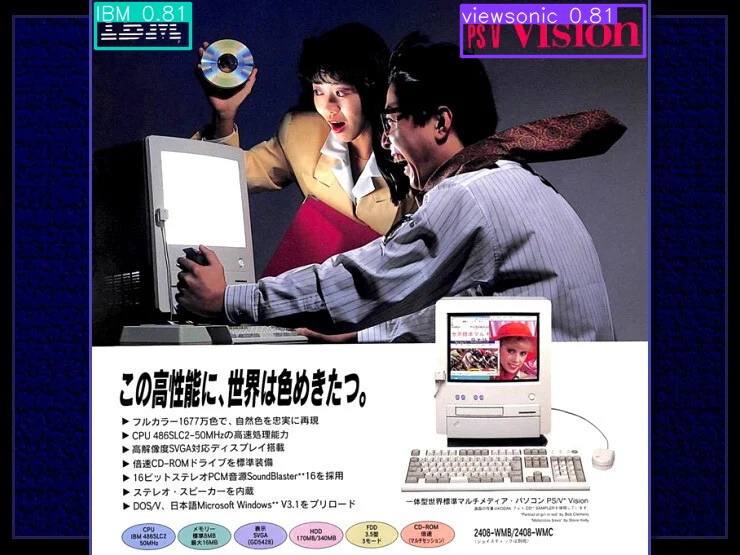 IBM 0.81
viewsonic 0.81
IBM
PS/V Vision
この高性能に、世界は色めきたつ。
▶ フルカラー1677万色で、自然色を忠実に再現
▶ CPU 486SLC2-50MHzの高速処理能力
▶ 高解像度SVGA対応ディスプレイ搭載
▶ 倍速CD-ROMドライブを標準装備
▶ 16ビットステレオPCM音源SoundBlaster**16を採用
▶ ステレオ・スピーカーを内蔵
▶ DOS/V、日本語Microsoft Windows** V3.1をプリロード
一体型世界標準マルチメディア・パソコン PS/V* Vision
CPU
IBM 486SLC2
50MHz
メモリー
標準8MB
最大16MB
表示
SVGA
(GD5428)
HDD
170MB/340MB
FDD
3.5型
3モード
CD-ROM
倍速
(マルチセッション)
2408-WMB/2408-WMC